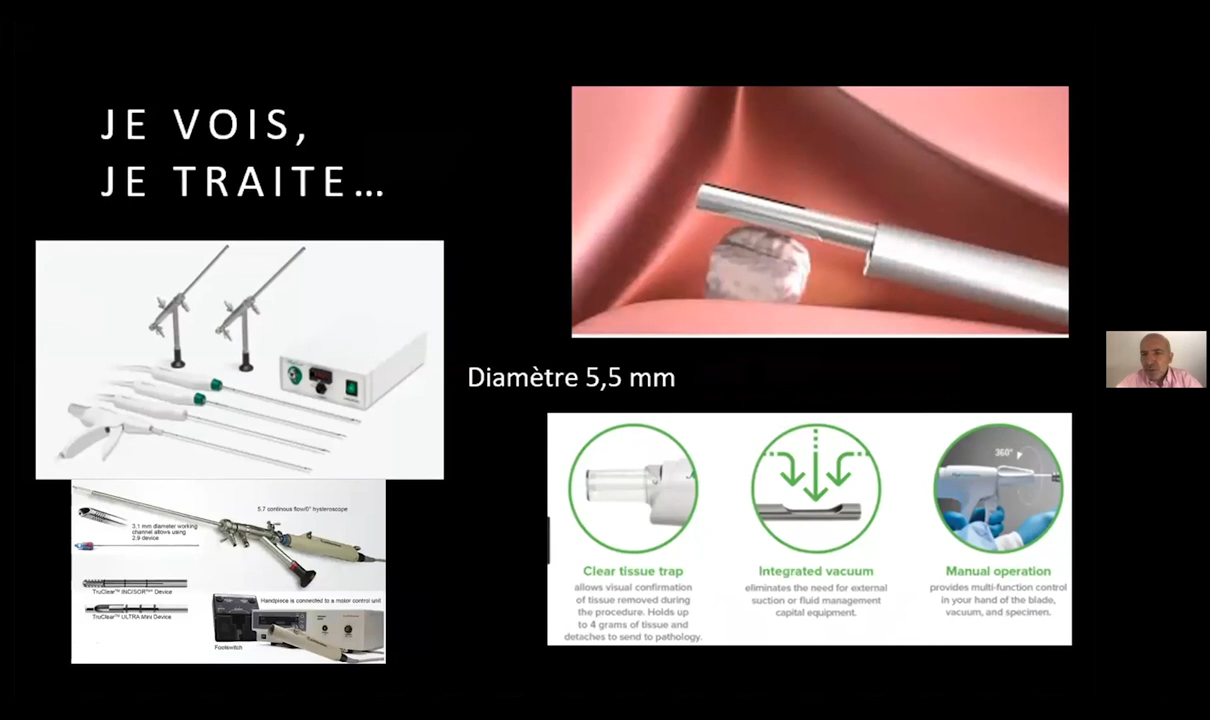 JE VOIS,
JE TRAITE…
Diamètre 5,5 mm
5.7 continous flow/0° hysteroscope
3.1 mm diameter working
channel allows using
2.9 device
TruClear™ INCISOR Device
TruClear™ ULTRA Mini Device
Handpiece is connected to a motor control unit
Footswitch
360°
Clear tissue trap
allows visual confirmation
of tissue removed during
the procedure. Holds up
to 4 grams of tissue and
detaches to send to pathology.
Integrated vacuum
eliminates the need for external
suction or fluid management
capital equipment.
Manual operation
provides multi-function control
in your hand of the blade,
vacuum, and specimen.